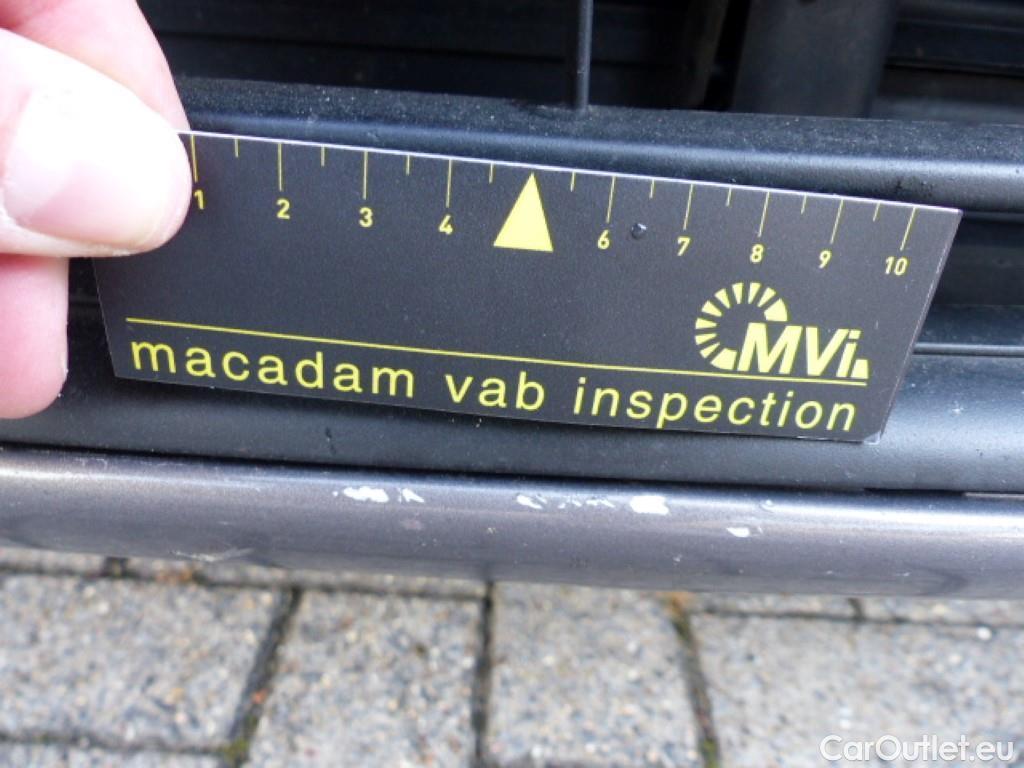 1 2 3 4 6 7 8 9 10
MVi
macadam vab inspection
CarOutlet.eu